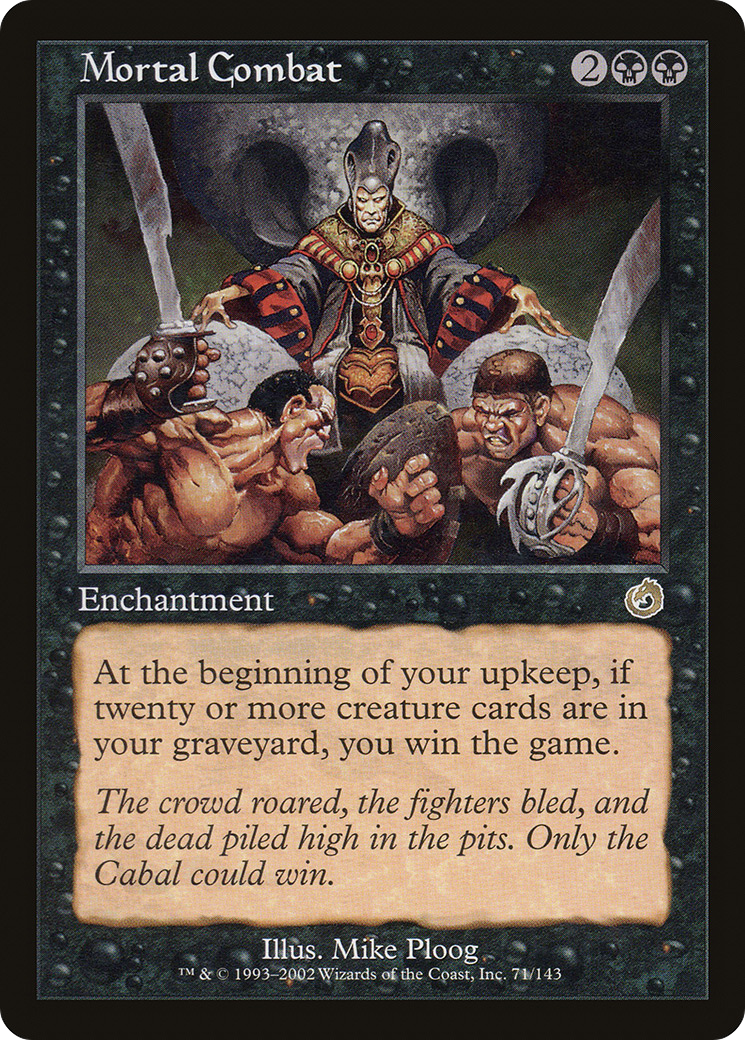 Mortal Combat 2
Enchantment
At the beginning of your upkeep, if
twenty or more creature cards are in
your graveyard, you win the game.
The crowd roared, the fighters bled, and
the dead piled high in the pits. Only the
Cabal could win.
Illus. Mike Ploog
™ & © 1993–2002 Wizards of the Coast, Inc. 71/143